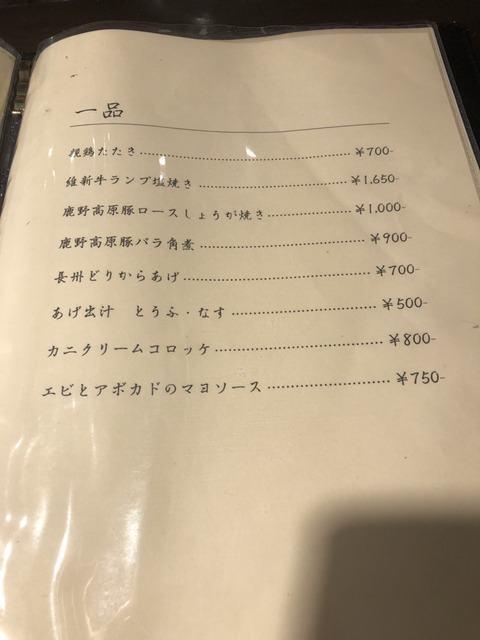 一品
親鶏たたき ¥700-
維新牛ランプ塩焼き ¥1,650-
鹿野高原豚ロースしょうが焼き ¥1,000-
鹿野高原豚バラ角煮 ¥900-
長州どりからあげ ¥700-
あげ出汁 とうふ・なす ¥500-
カニクリームコロッケ ¥800-
エビとアボカドのマヨソース ¥750-